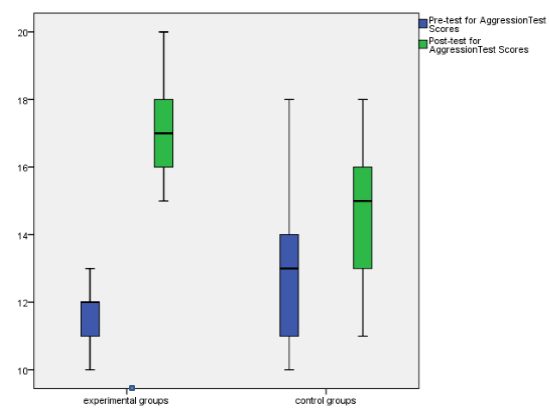 Pre-test for AggressionTest
Scores
Post-test for
AggressionTest Scores
20
18
16
14
12
10
experimental groups
control groups